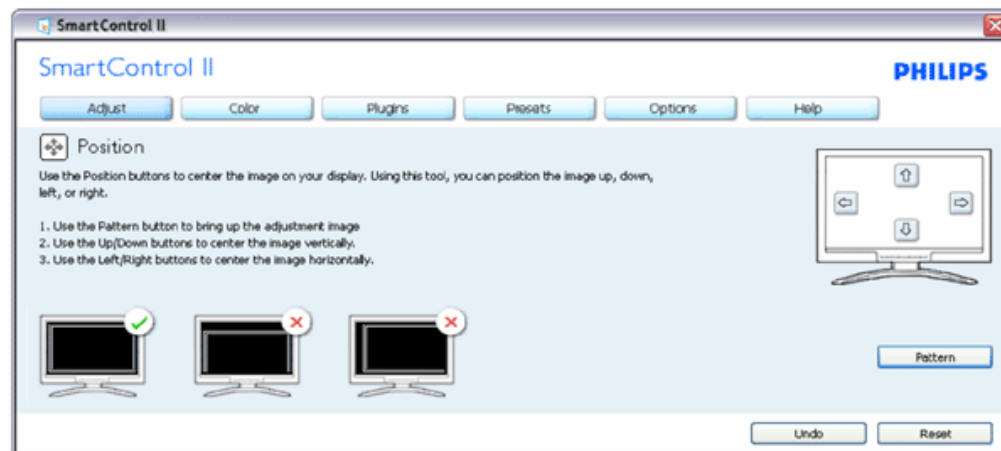 SmartControl II
SmartControl II
PHILIPS
Adjust Color Plugins Presets Options Help
Position
Use the Position buttons to center the image on your display. Using this tool, you can position the image up, down,
left, or right.
1. Use the Pattern button to bring up the adjustment image
2. Use the Up/Down buttons to center the image vertically.
3. Use the Left/Right buttons to center the image horizontally.
Pattern
Undo Reset